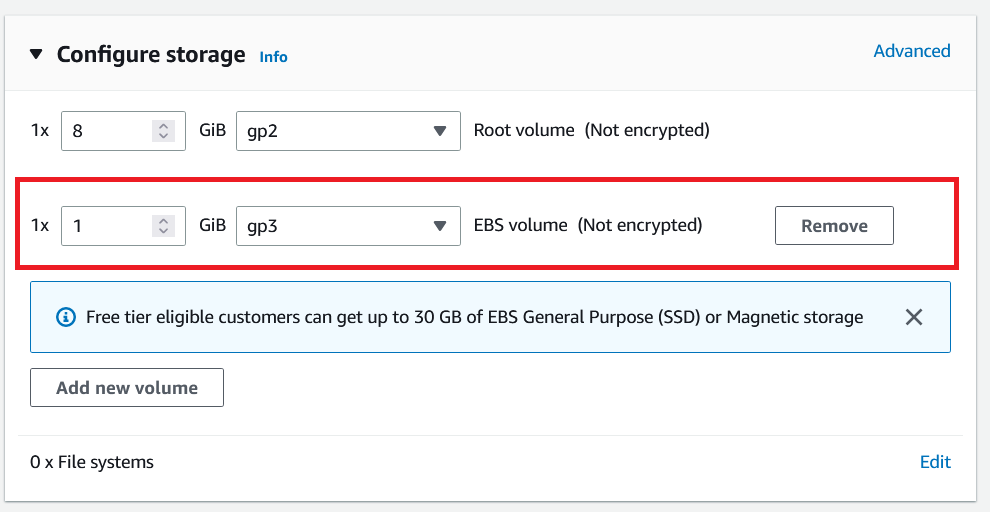 Configure storage Info Advanced
1x 8 GiB gp2 Root volume (Not encrypted)
1x 1 GiB gp3 EBS volume (Not encrypted) Remove
Free tier eligible customers can get up to 30 GB of EBS General Purpose (SSD) or Magnetic storage
Add new volume
0 x File systems Edit